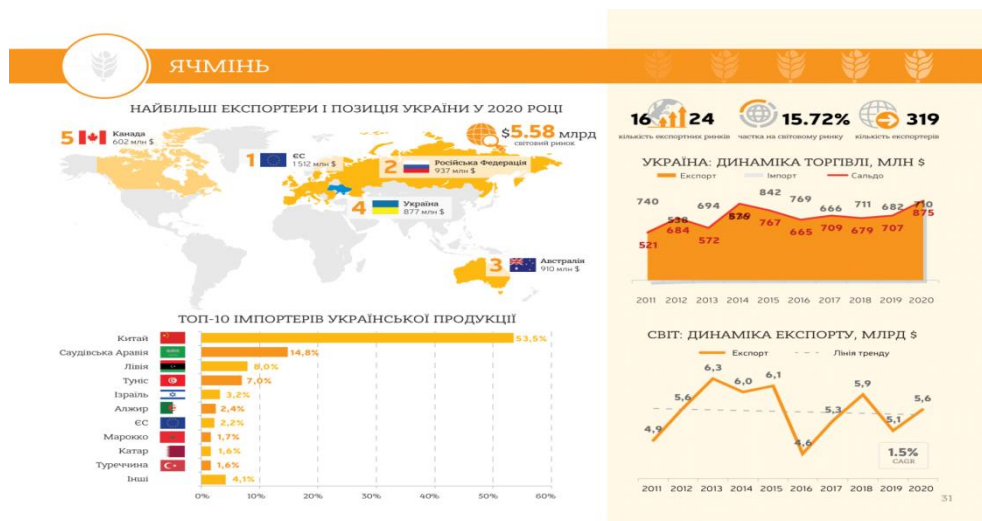 ЯЧМІНЬ
НАЙБІЛЬШІ ЕКСПОРТЕРИ І ПОЗИЦІЯ УКРАЇНИ У 2020 РОЦІ
5 Канада
602 млн $
1 ЄС
1 512 млн $
2 Російська Федерація
937 млн $
$5.58 млрд
світовий ринок
4 Україна
877 млн $
3 Австралія
910 млн $
ТОП-10 ІМПОРТЕРІВ УКРАЇНСЬКОЇ ПРОДУКЦІЇ
Китай 53,5%
Саудівська Аравія 14,8%
Лівія 8,0%
Туніс 7,0%
Ізраїль 3,2%
Алжир 2,4%
ЄС 2,2%
Марокко 1,7%
Катар 1,6%
Туреччина 1,6%
Інші 4,1%
0% 10% 20% 30% 40% 50% 60%
16 24 15.72% 319
кількість експортних ринків частка на світовому ринку кількість експортерів
УКРАЇНА: ДИНАМІКА ТОРГІВЛІ, МЛН $
Експорт Імпорт Сальдо
740 538 694 842 769 666 711 682 710
521 684 572 767 665 709 679 707 875
2011 2012 2013 2014 2015 2016 2017 2018 2019 2020
СВІТ: ДИНАМІКА ЕКСПОРТУ, МЛРД $
Експорт Лінія тренду
4,9 5,6 6,3 6,0 6,1 4,6 5,3 5,9 5,1 5,6
1.5%
CAGR
2011 2012 2013 2014 2015 2016 2017 2018 2019 2020
31